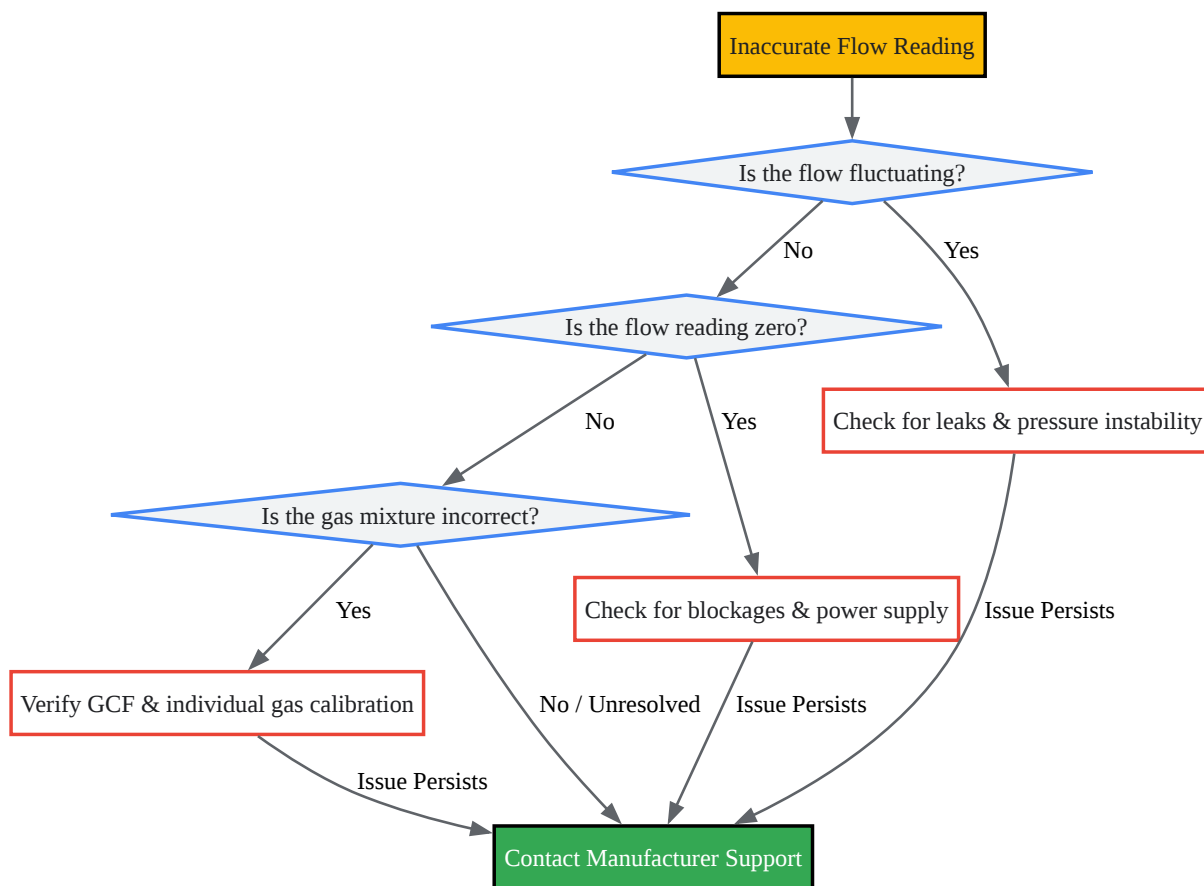 Inaccurate Flow Reading
Is the flow fluctuating?
No
Yes
Is the flow reading zero?
Check for leaks & pressure instability
No
Yes
Is the gas mixture incorrect?
Check for blockages & power supply
Yes
Issue Persists
Verify GCF & individual gas calibration
No / Unresolved
Issue Persists
Issue Persists
Contact Manufacturer Support